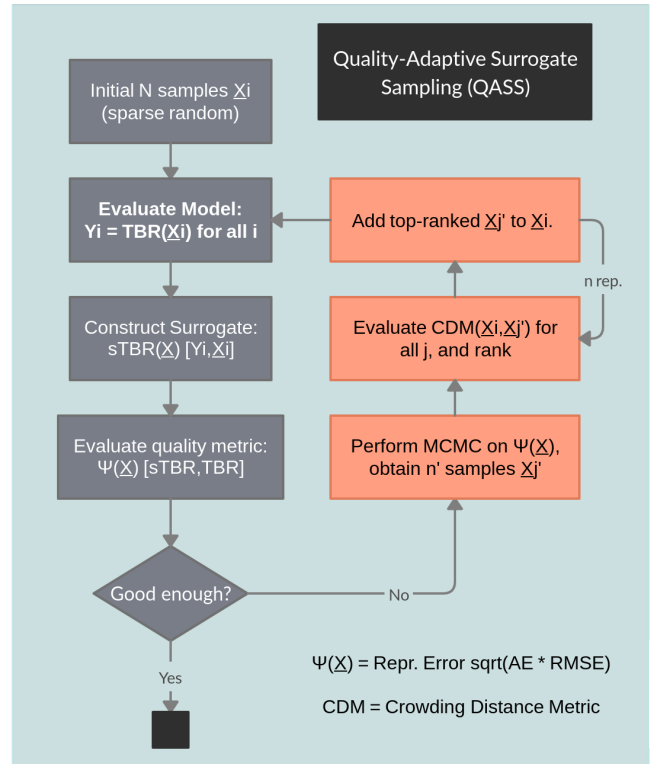 Quality-Adaptive Surrogate
Sampling (QASS)
Initial N samples Xi
(sparse random)
Evaluate Model:
Yi = TBR(Xi) for all i
Construct Surrogate:
sTBR(X) [Yi,Xi]
Evaluate quality metric:
Ψ(X) [sTBR,TBR]
Good enough?
Yes
No
Perform MCMC on Ψ(X),
obtain n' samples Xj'
Evaluate CDM(Xi,Xj') for
all j, and rank
Add top-ranked Xj' to Xi.
n rep.
Ψ(X) = Repr. Error sqrt(AE * RMSE)
CDM = Crowding Distance Metric